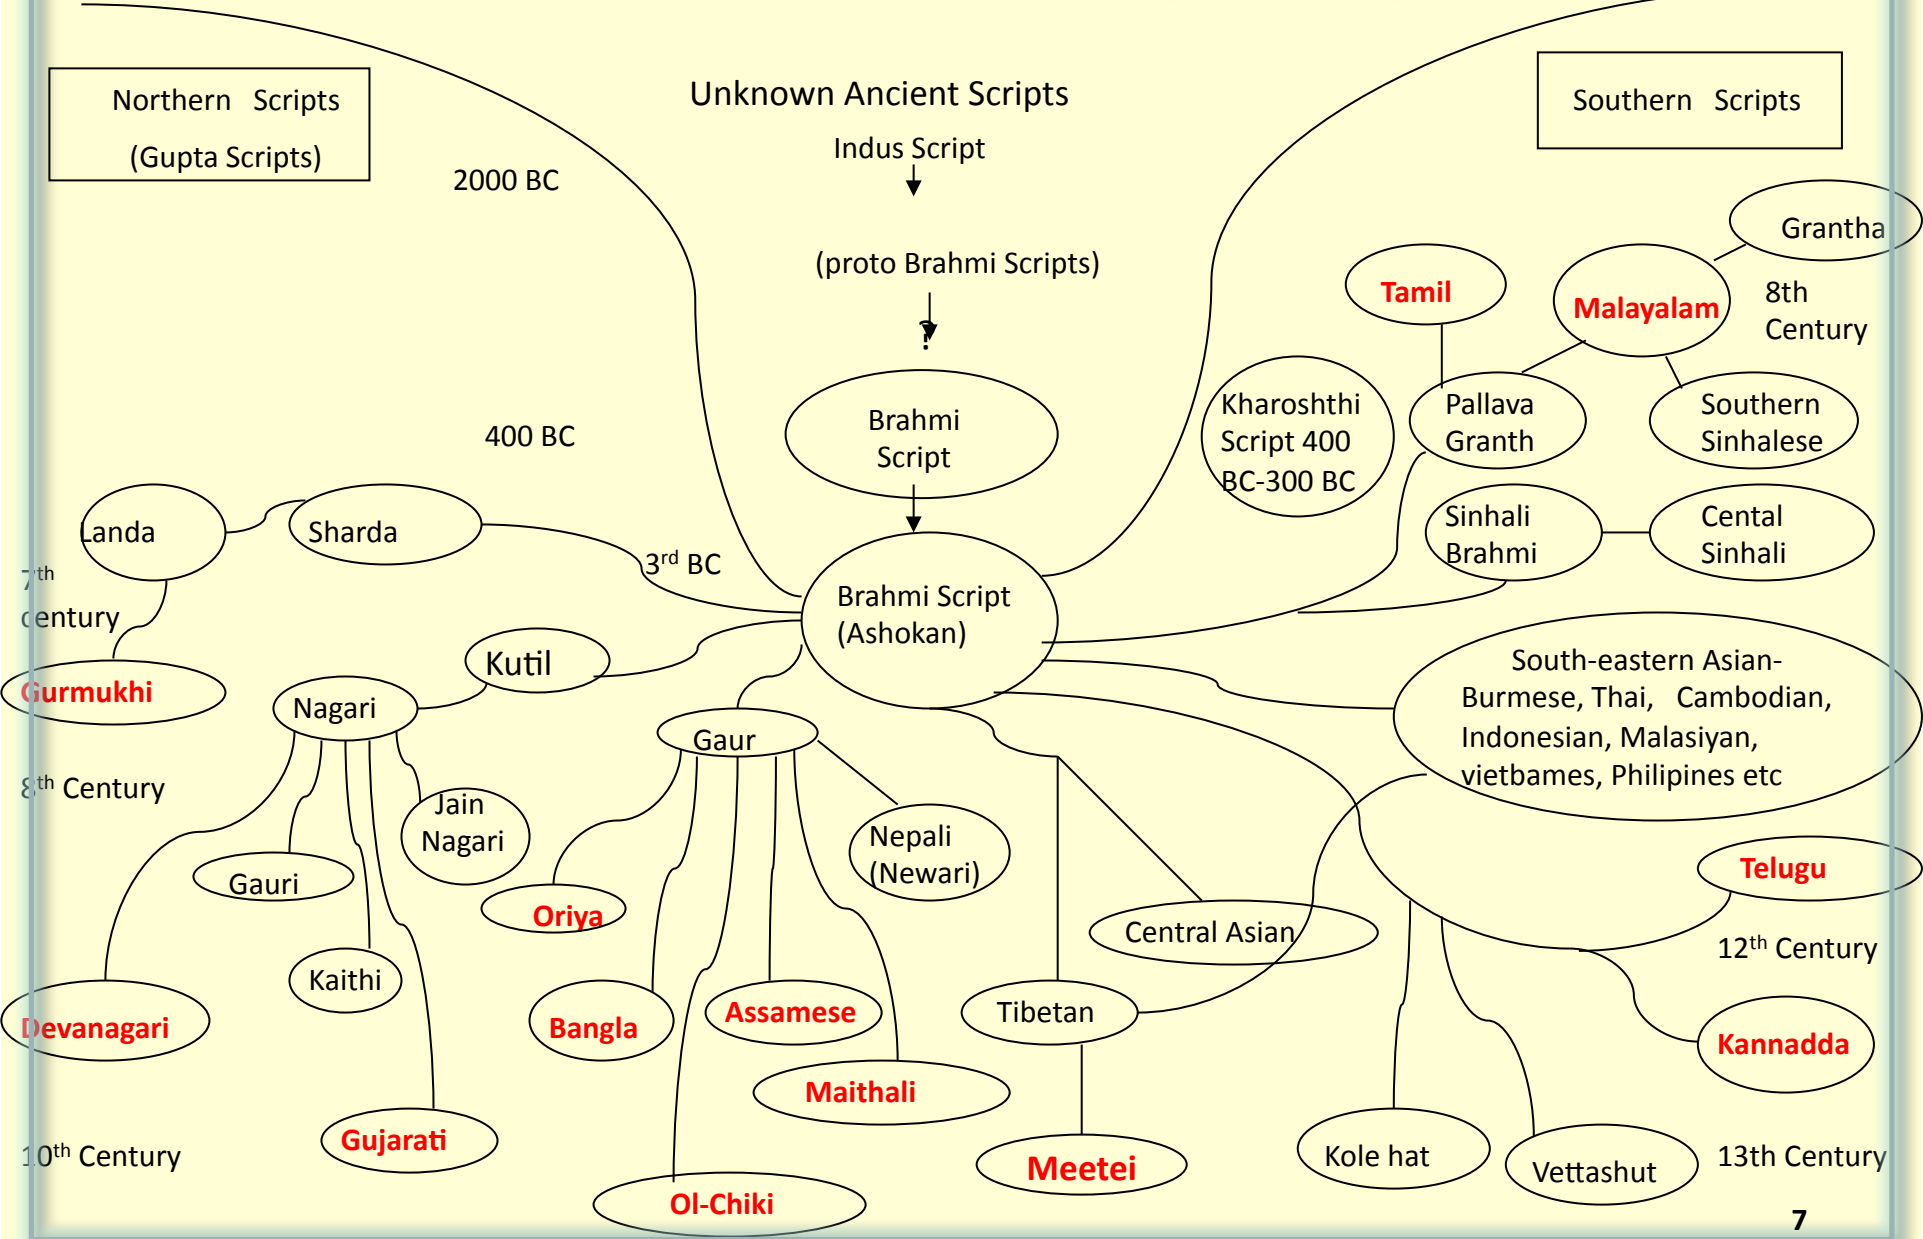 Northern Scripts
(Gupta Scripts)
Unknown Ancient Scripts
Indus Script
Southern Scripts
2000 BC
(proto Brahmi Scripts)
?
Grantha
Tamil
Malayalam
8th
Century
400 BC
Brahmi
Script
Kharoshthi
Script 400
BC-300 BC
Pallava
Granth
Southern
Sinhalese
Landa
Sharda
3rd BC
Sinhali
Brahmi
Cental
Sinhali
7th
century
Brahmi Script
(Ashokan)
Gurmukhi
Kutil
Nagari
Gaur
South-eastern Asian-
Burmese, Thai, Cambodian,
Indonesian, Malasiyan,
vietbames, Philipines etc
8th Century
Jain
Nagari
Gauri
Nepali
(Newari)
Oriya
Telugu
Central Asian
12th Century
Kaithi
Devanagari
Bangla
Assamese
Tibetan
Kannadda
Maithali
Gujarati
10th Century
Meetei
Kole hat
Vettashut
13th Century
Ol-Chiki
7